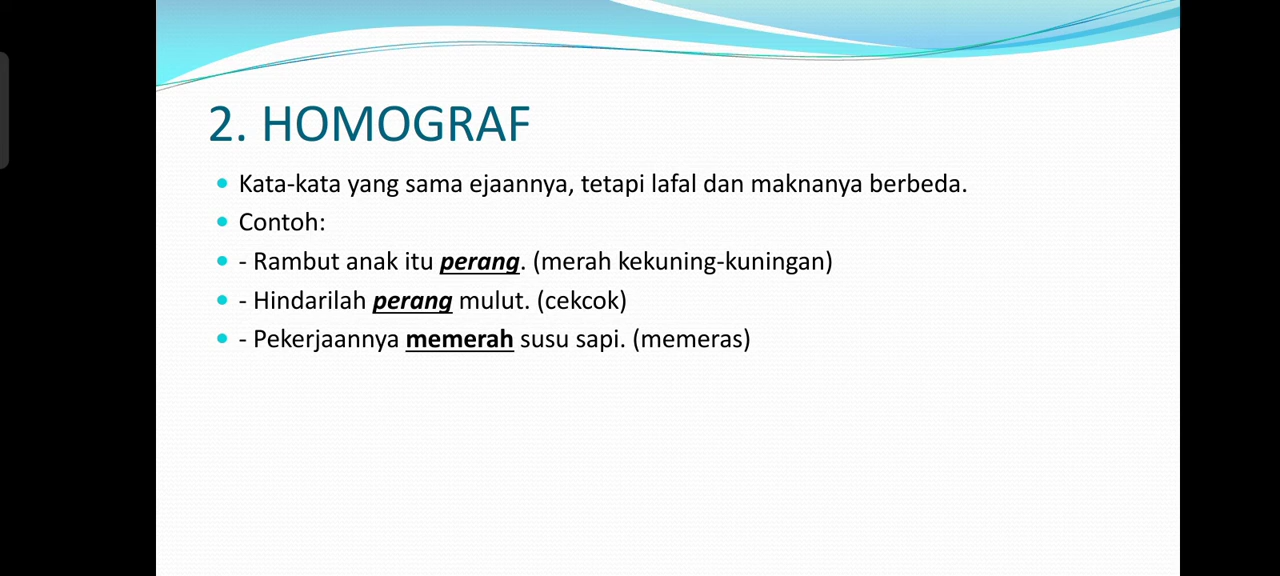 2. HOMOGRAF
Kata-kata yang sama ejaannya, tetapi lafal dan maknanya berbeda.
Contoh:
- Rambut anak itu perang. (merah kekuning-kuningan)
- Hindarilah perang mulut. (cekcok)
- Pekerjaannya memerah susu sapi. (memeras)